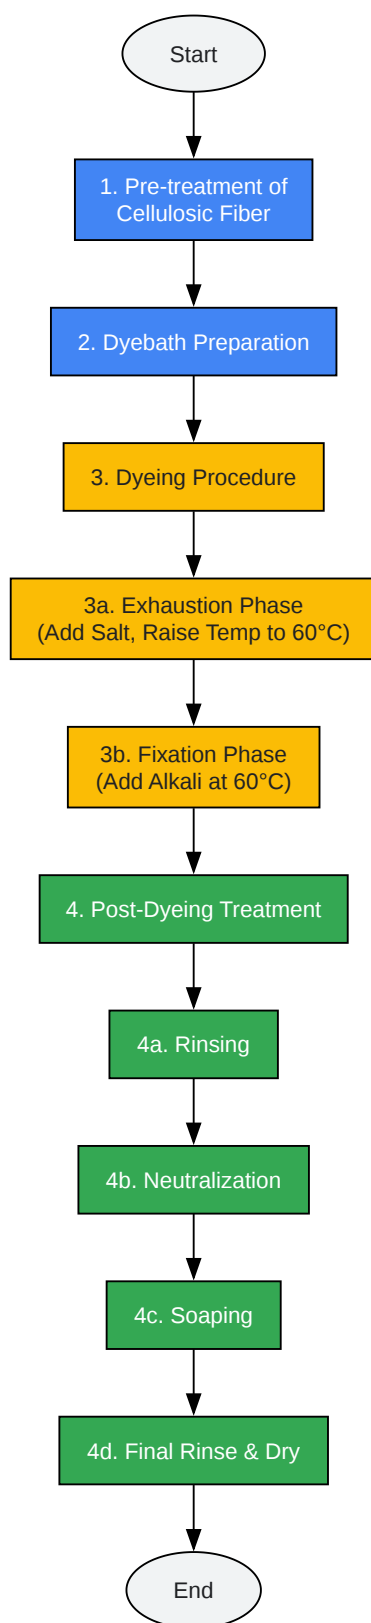 Start
1. Pre-treatment of
Cellulosic Fiber
2. Dyebath Preparation
3. Dyeing Procedure
3a. Exhaustion Phase
(Add Salt, Raise Temp to 60°C)
3b. Fixation Phase
(Add Alkali at 60°C)
4. Post-Dyeing Treatment
4a. Rinsing
4b. Neutralization
4c. Soaping
4d. Final Rinse & Dry
End